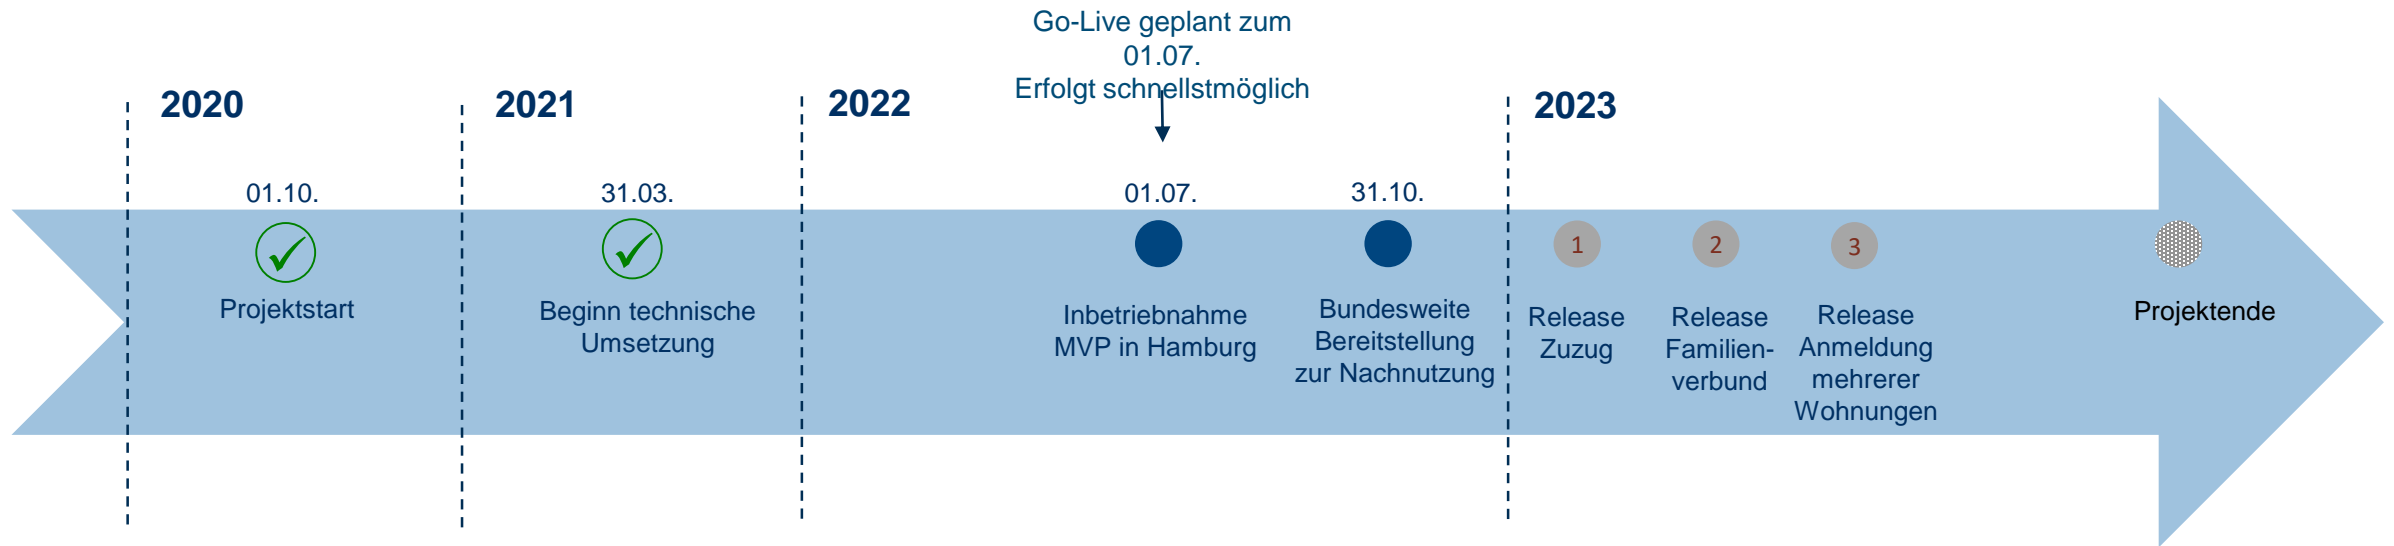 Go-Live geplant zum
01.07.
Erfolgt schnellstmöglich
2020
2021
2022
2023
01.10.
31.03.
01.07.
31.10.
1
2
3
Projektstart
Beginn technische
Umsetzung
Inbetriebnahme
MVP in Hamburg
Bundesweite
Bereitstellung
zur Nachnutzung
Release
Zuzug
Release
Familien-
verbund
Release
Anmeldung
mehrerer
Wohnungen
Projektende